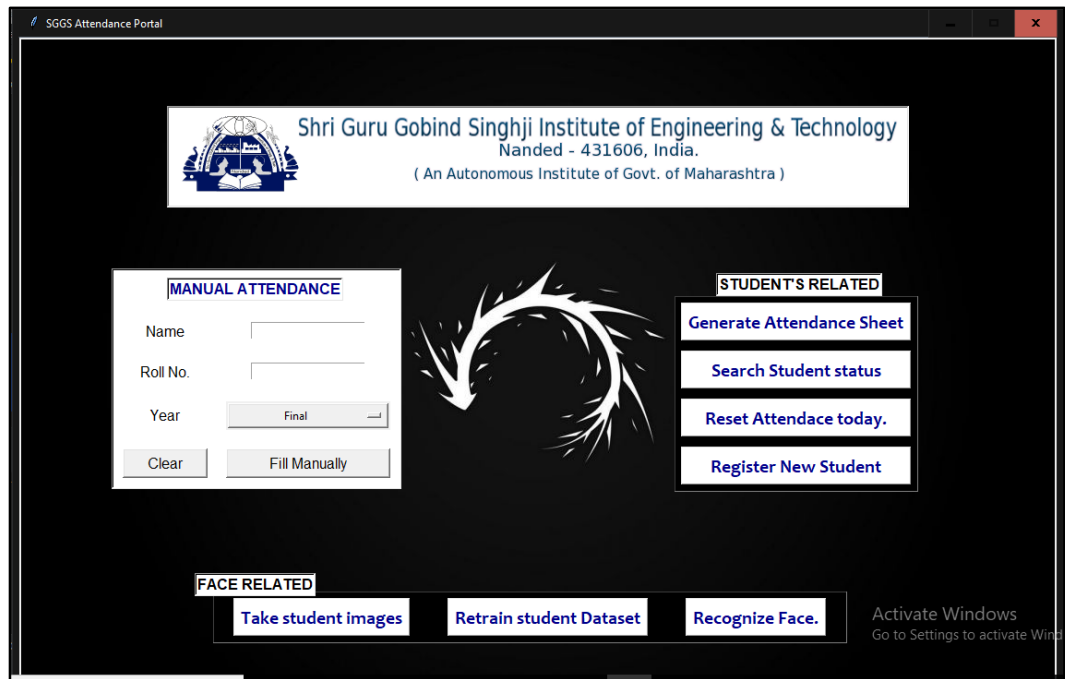 SGGS Attendance Portal
x
Shri Guru Gobind Singhji Institute of Engineering & Technology
Nanded - 431606, India.
( An Autonomous Institute of Govt. of Maharashtra )
MANUAL ATTENDANCE
Name
Roll No.
Year
Final
Clear
Fill Manually
STUDENT'S RELATED
Generate Attendance Sheet
Search Student status
Reset Attendace today.
Register New Student
FACE RELATED
Take student images
Retrain student Dataset
Recognize Face.
Activate Windows
Go to Settings to activate Wind